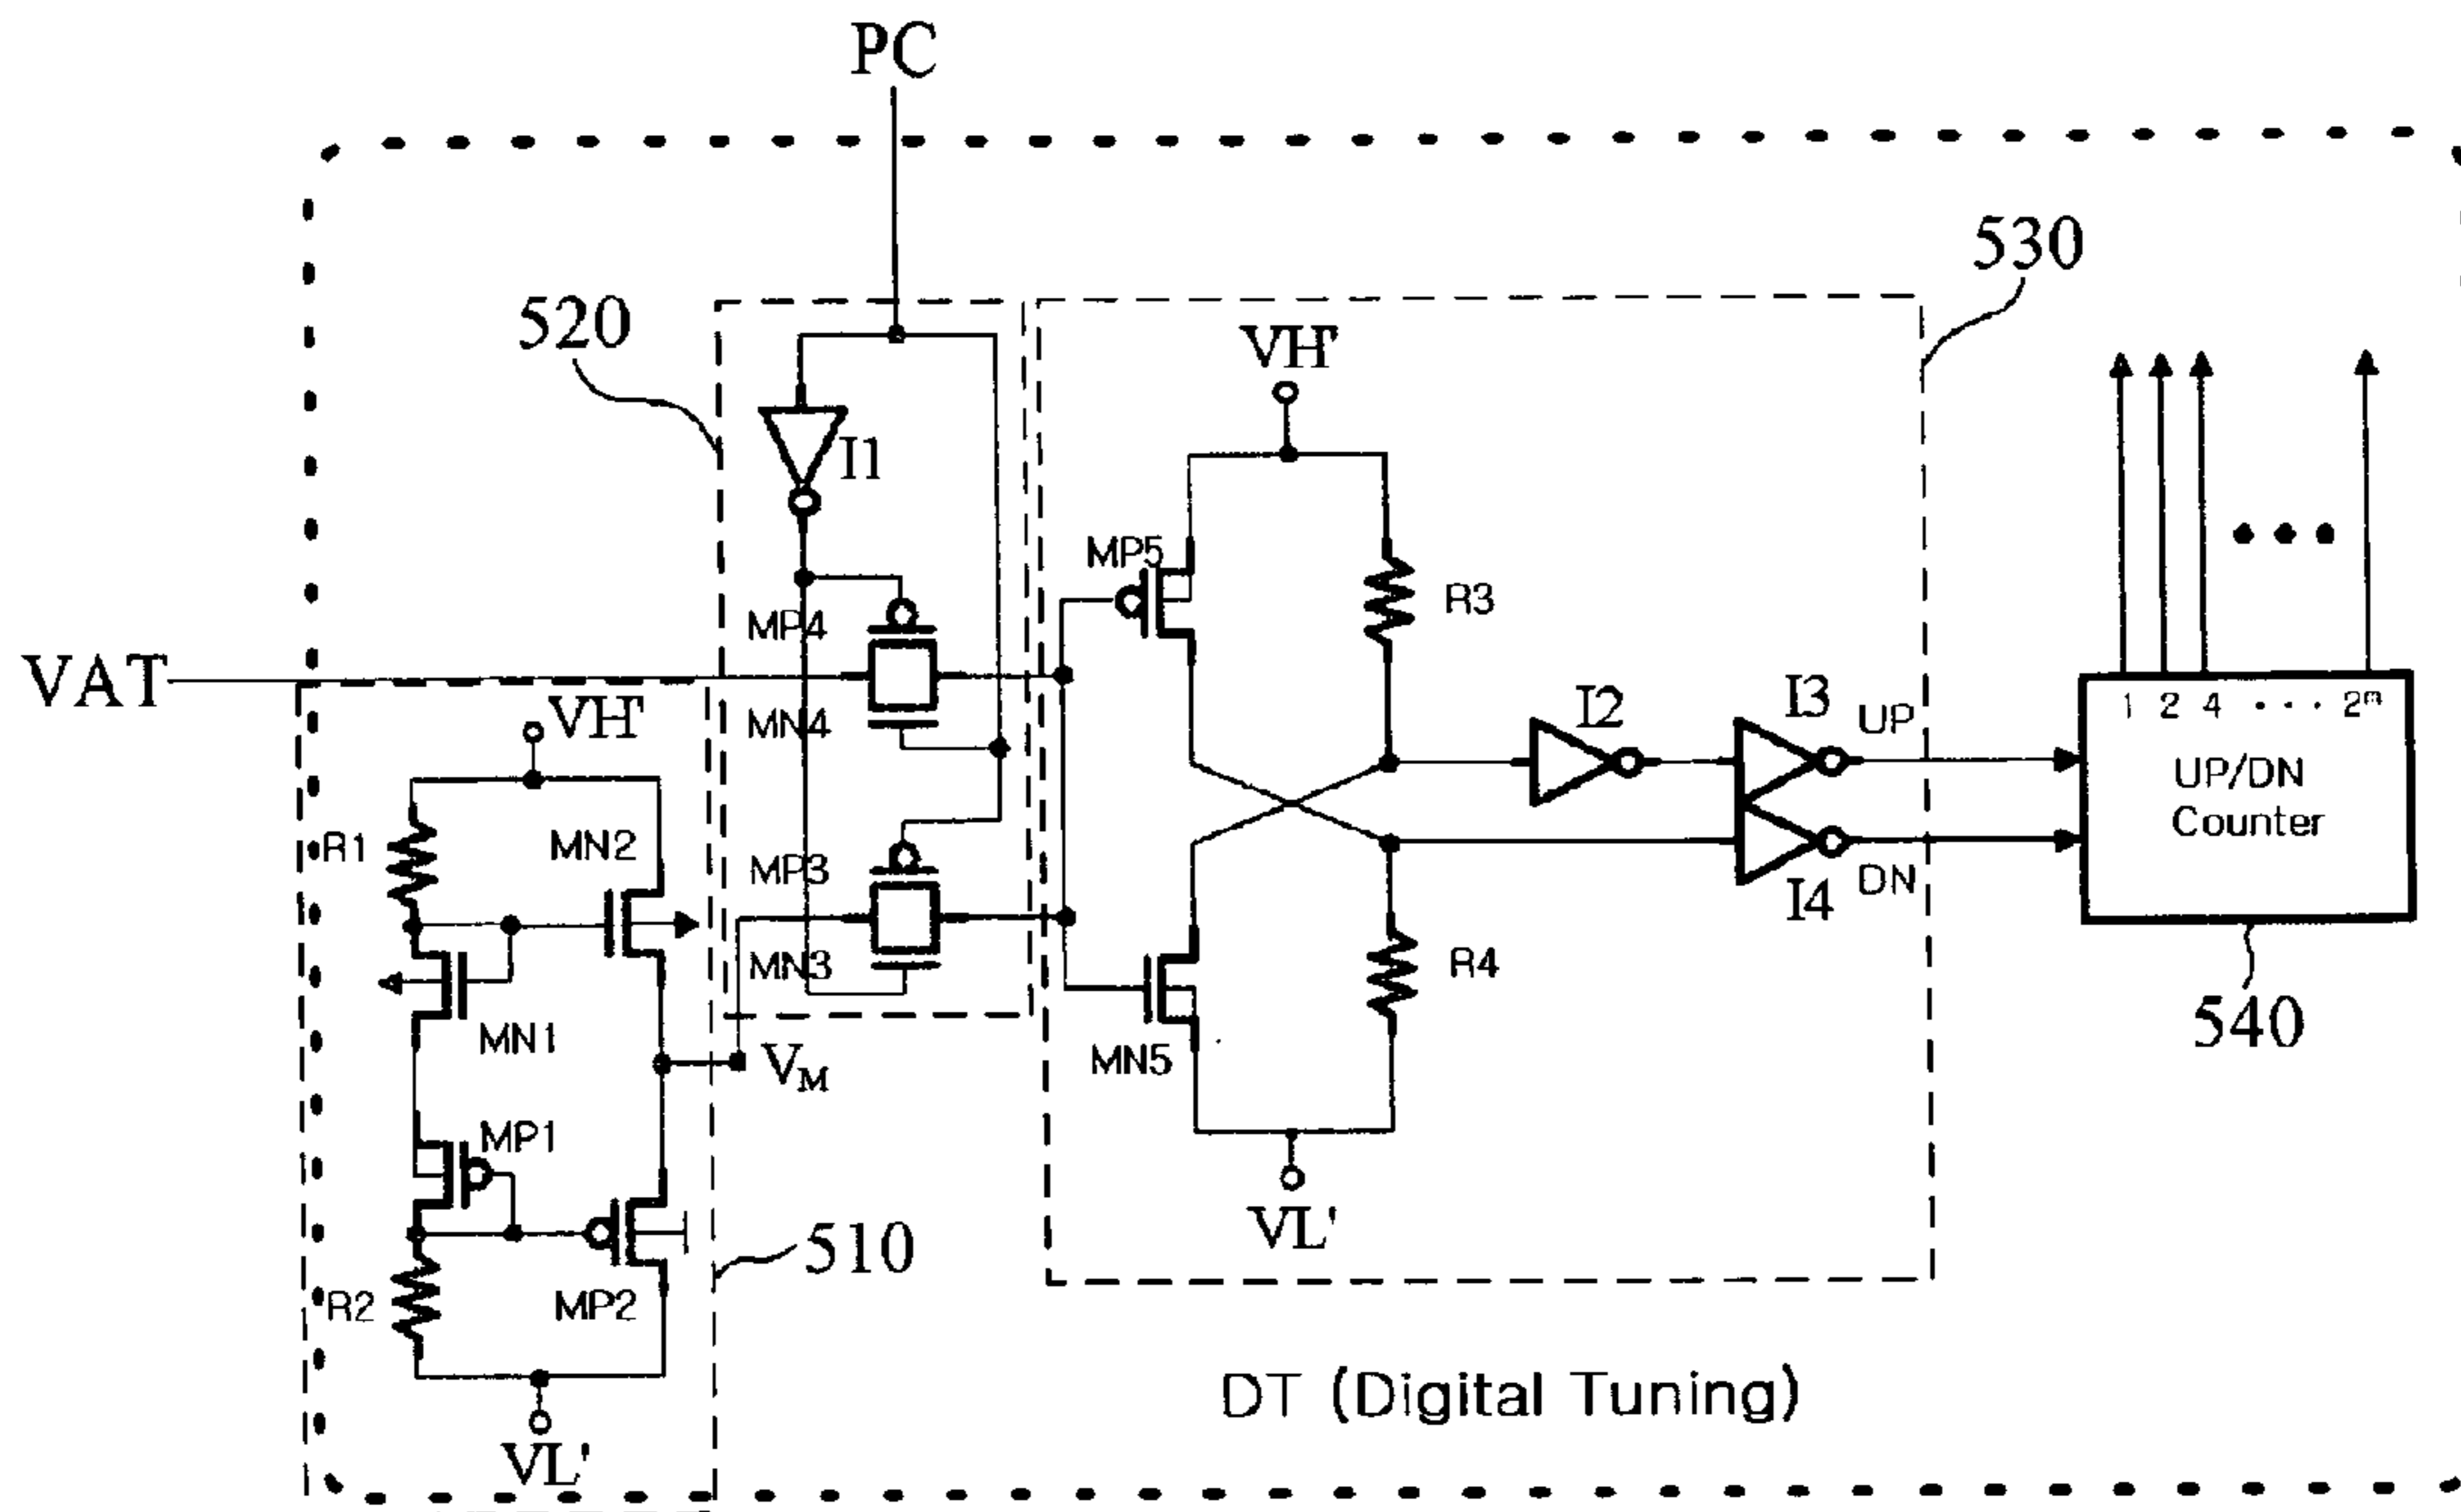 PC
530
520
VH'
I1
MP5
R3
MP4
VAT
MN4
VH'
I2
I3
UP
1 2 4 ··· 2ᵐ
UP/DN
Counter
R1
MN2
MP3
I4
DN
MN3
R4
540
MN1
VM
MN5
MP1
VL'
510
R2
MP2
DT (Digital Tuning)
VL'